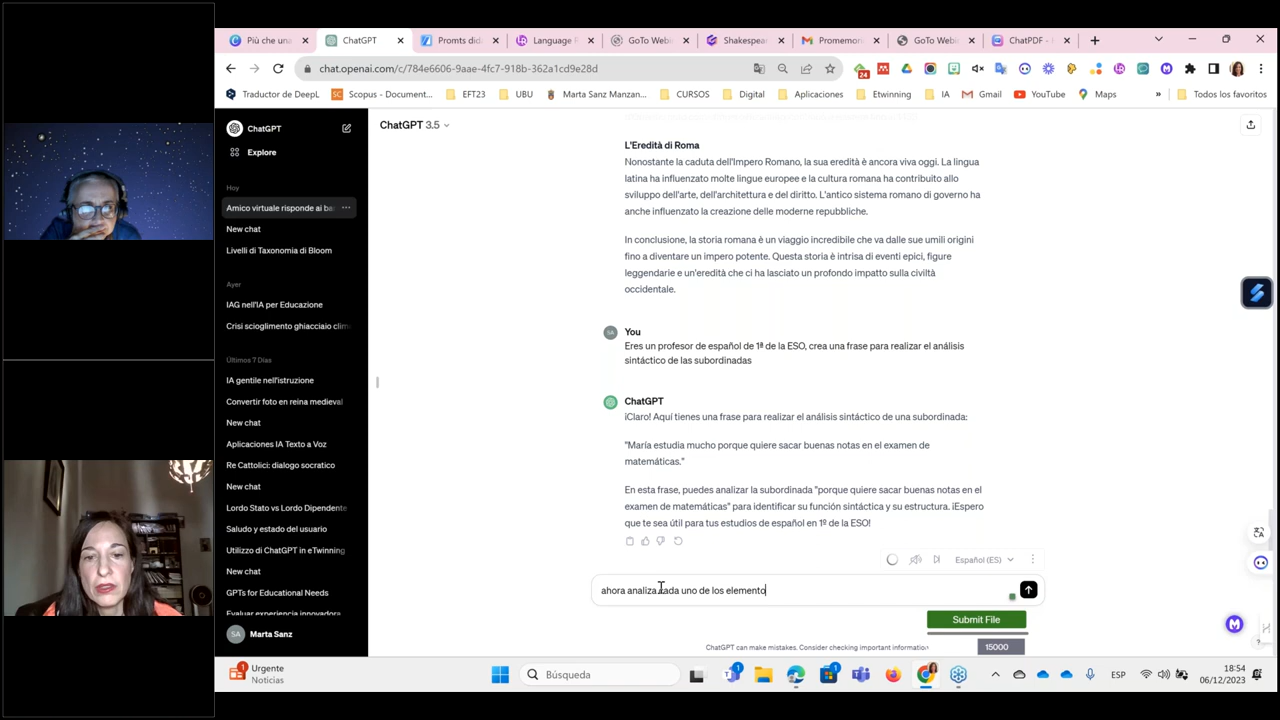 Più che una
ChatGPT
Promts did
Language F
GoTo Webi
Shakespea
Promemor
GoTo Webi
ChatPDF -
chat.openai.com/c/784e6606-9aae-4fc7-918b-362a1cd9e28d
24
Traductor de DeepL
SC Scopus - Document...
EFT23
UBU
Marta Sanz Manzan...
CURSOS
Digital
Aplicaciones
Etwinning
IA
Gmail
YouTube
Maps
»
Todos los favoritos
ChatGPT
Explore
Hoy
Amico virtuale risponde ai ba
New chat
Livelli di Taxonomia di Bloom
Ayer
IAG nell'IA per Educazione
Crisi scioglimento ghiacciaio clim
Últimos 7 Días
IA gentile nell'istruzione
Convertir foto en reina medieval
New chat
Aplicaciones IA Texto a Voz
Re Cattolici: dialogo socratico
New chat
Lordo Stato vs Lordo Dipendente
Saludo y estado del usuario
Utilizzo di ChatGPT in eTwinning
New chat
GPTs for Educational Needs
Evaluar experiencia innovadora
SA Marta Sanz
ChatGPT 3.5
L'Eredità di Roma
Nonostante la caduta dell'Impero Romano, la sua eredità è ancora viva oggi. La lingua
latina ha influenzato molte lingue europee e la cultura romana ha contribuito allo
sviluppo dell'arte, dell'architettura e del diritto. L'antico sistema romano di governo ha
anche influenzato la creazione delle moderne repubbliche.
In conclusione, la storia romana è un viaggio incredibile che va dalle sue umili origini
fino a diventare un impero potente. Questa storia è intrisa di eventi epici, figure
leggendarie e un'eredità che ci ha lasciato un profondo impatto sulla civiltà
occidentale.
SA You
Eres un profesor de español de 1ª de la ESO, crea una frase para realizar el análisis
sintáctico de las subordinadas
ChatGPT
¡Claro! Aquí tienes una frase para realizar el análisis sintáctico de una subordinada:
"María estudia mucho porque quiere sacar buenas notas en el examen de
matemáticas."
En esta frase, puedes analizar la subordinada "porque quiere sacar buenas notas en el
examen de matemáticas" para identificar su función sintáctica y su estructura. ¡Espero
que te sea útil para tus estudios de español en 1º de la ESO!
Español (ES)
ahora analiza cada uno de los elemento
Submit File
ChatGPT can make mistakes. Consider checking important information
15000
1 Urgente
Noticias
Búsqueda
1
1
ESP
18:54
06/12/2023